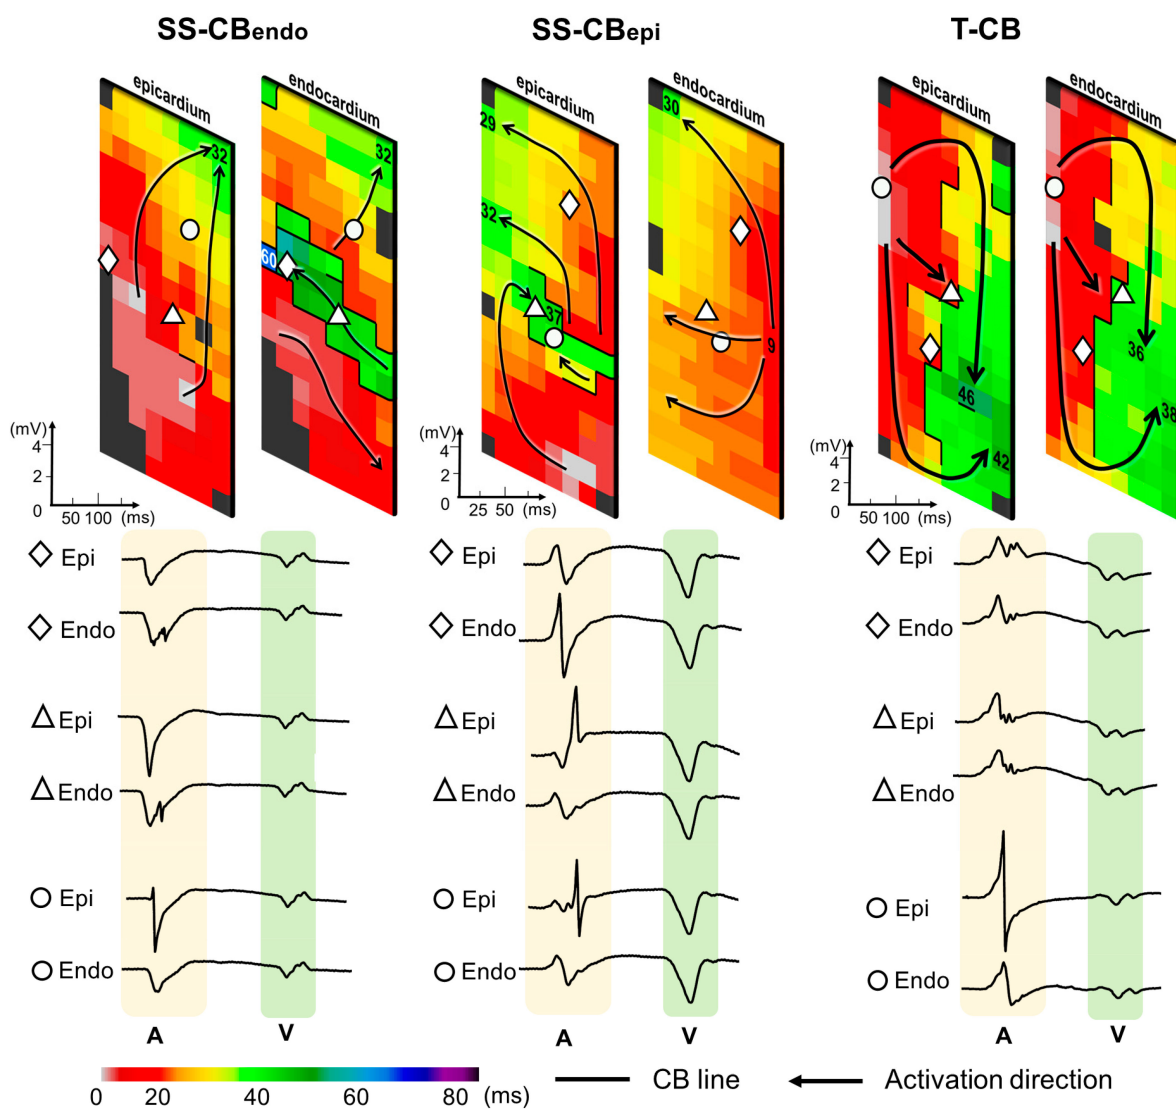 SS-CBendo SS-CBepi T-CB
epicardium endocardium epicardium endocardium epicardium endocardium
32 32 60
29 32 37 30 9
46 42 36 38
(mV) 4 2 0 50 100 (ms)
(mV) 4 2 0 25 50 (ms)
(mV) 4 2 0 50 100 (ms)
Epi Epi Epi
Endo Endo Endo
Epi Epi Epi
Endo Endo Endo
Epi Epi Epi
Endo Endo Endo
A V A V A V
0 20 40 60 80 (ms)
CB line Activation direction